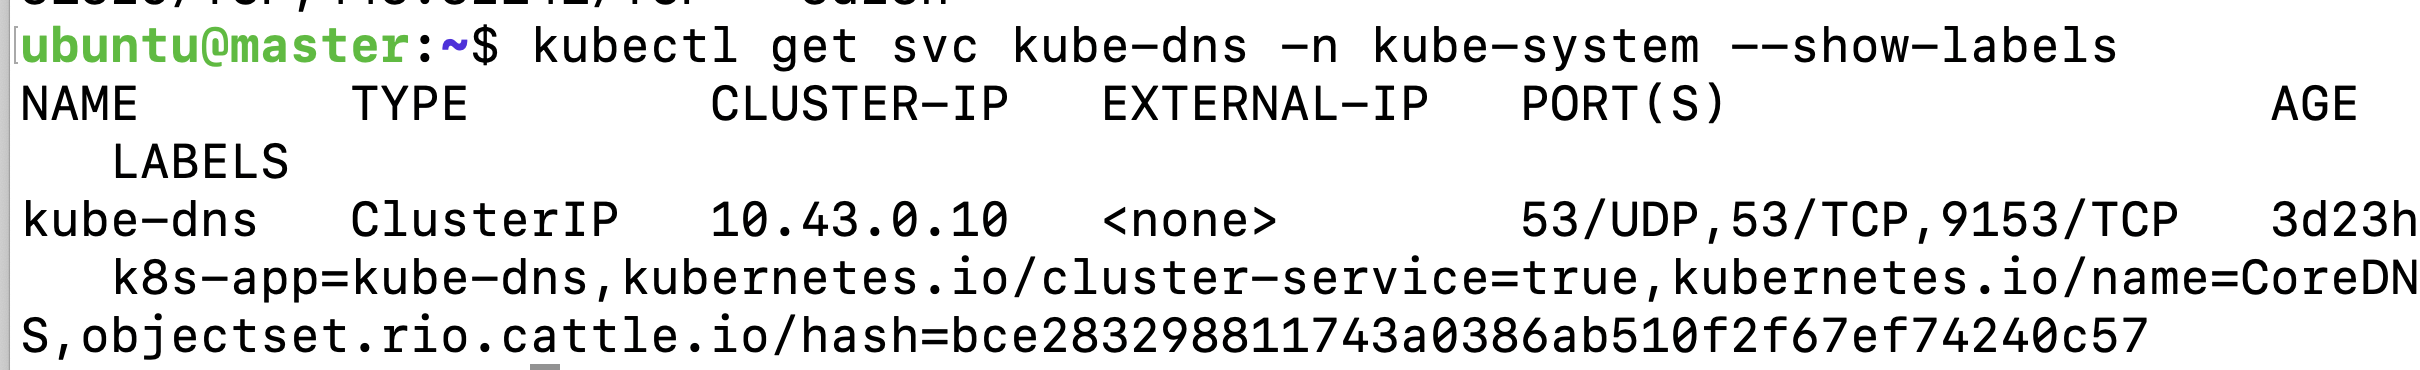 ubuntu@master:~$ kubectl get svc kube-dns -n kube-system --show-labels
NAME TYPE CLUSTER-IP EXTERNAL-IP PORT(S) AGE
LABELS
kube-dns ClusterIP 10.43.0.10 <none> 53/UDP,53/TCP,9153/TCP 3d23h
k8s-app=kube-dns,kubernetes.io/cluster-service=true,kubernetes.io/name=CoreDN
S,objectset.rio.cattle.io/hash=bce283298811743a0386ab510f2f67ef74240c57